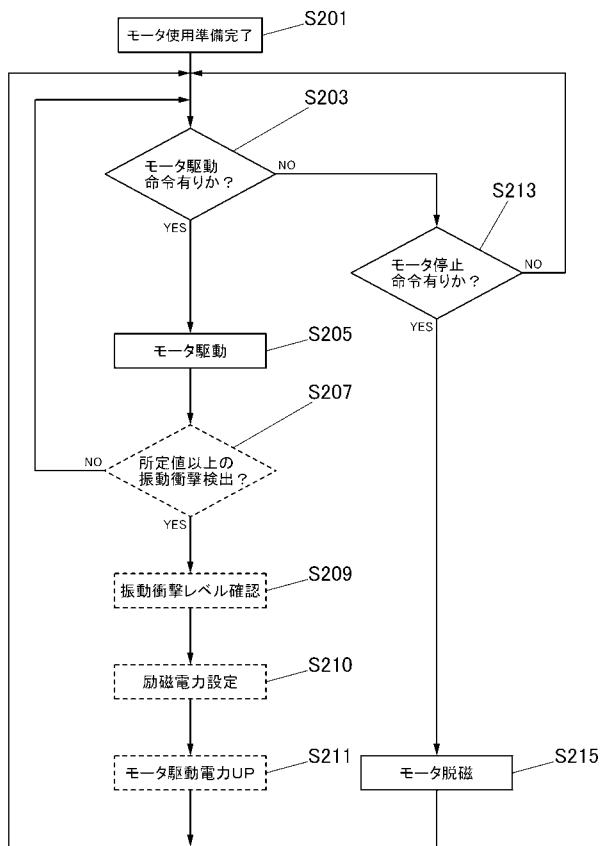 S201
モータ使用準備完了
S203
モータ駆動
命令有りか？
NO
YES
S213
モータ停止
命令有りか？
NO
YES
S205
モータ駆動
S207
所定値以上の
振動衝撃検出？
NO
YES
S209
振動衝撃レベル確認
S210
励磁電力設定
S211
モータ駆動電力UP
S215
モータ脱磁